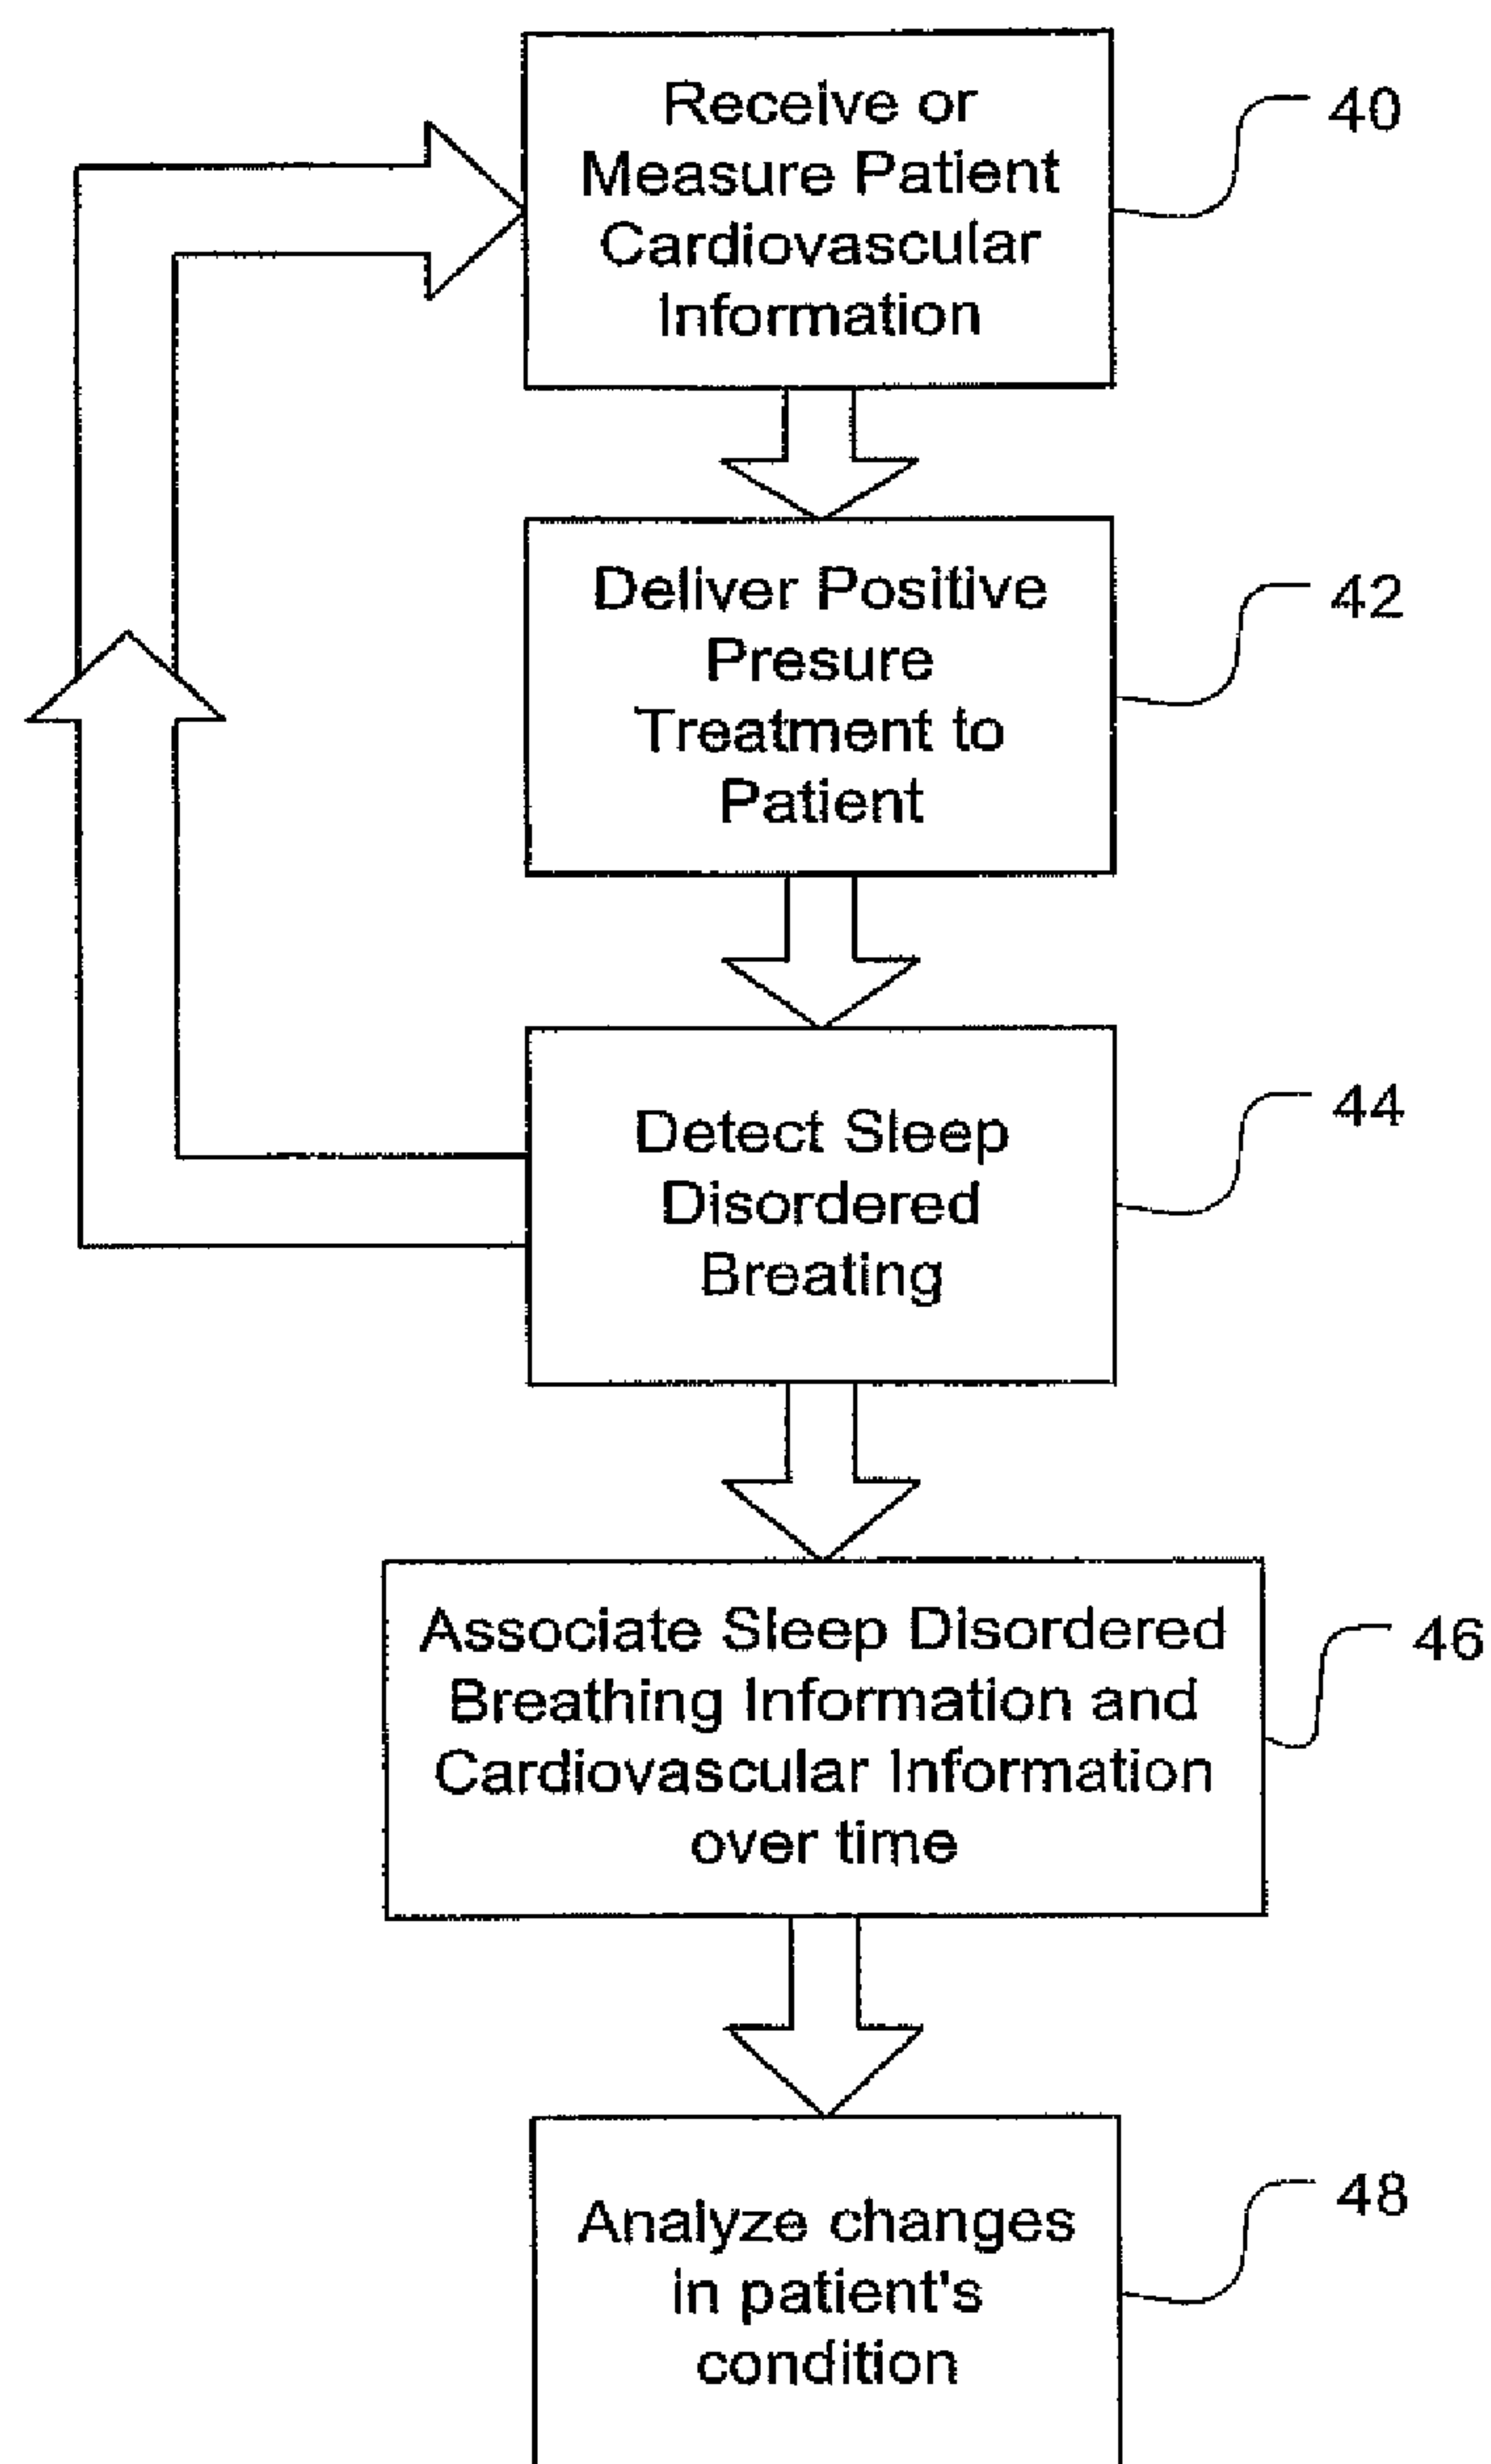 Receive or
Measure Patient
Cardiovascular
Information
40
Deliver Positive
Presure
Treatment to
Patient
42
Detect Sleep
Disordered
Breating
44
Associate Sleep Disordered
Breathing Information and
Cardiovascular Information
over time
46
Analyze changes
in patient's
condition
48